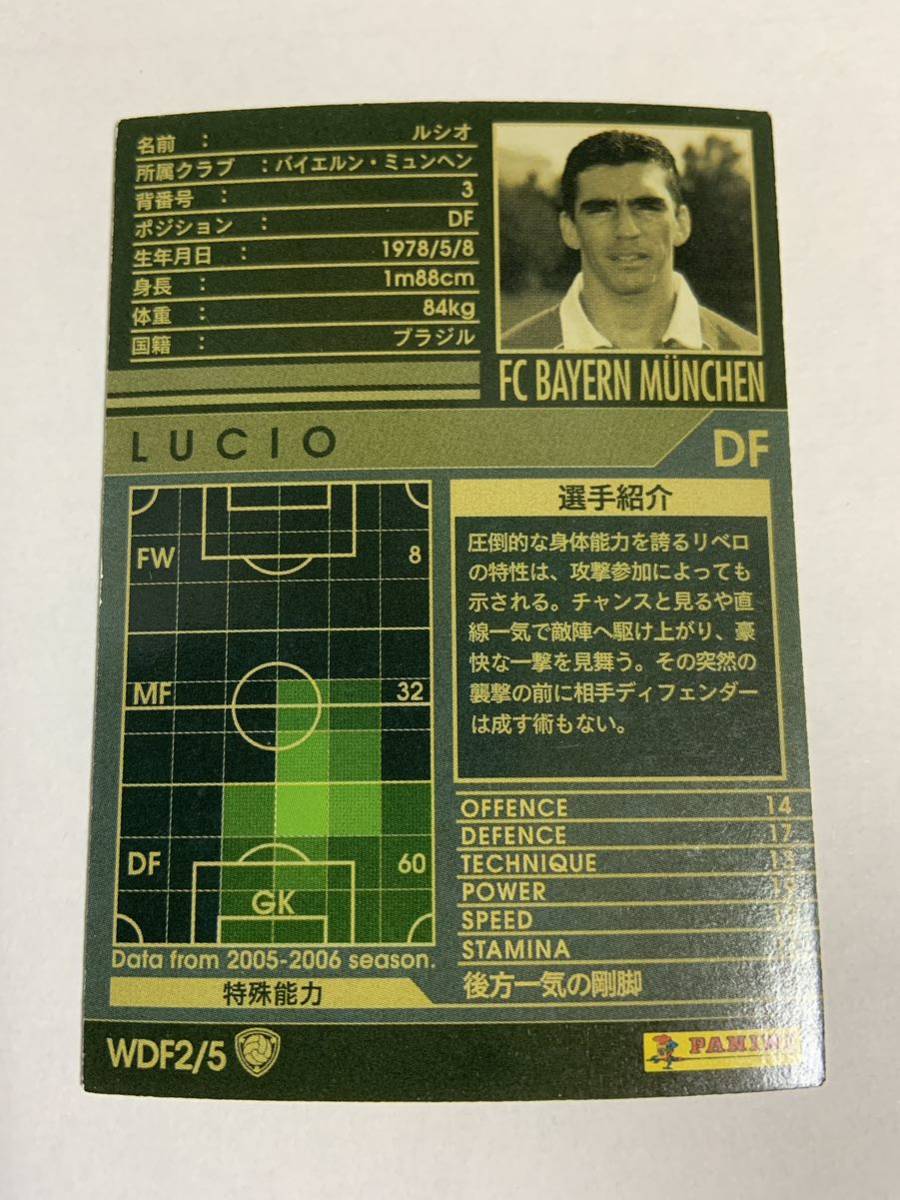 名前 : ルシオ
所属クラブ : バイエルン・ミュンヘン
背番号 : 3
ポジション : DF
生年月日 : 1978/5/8
身長 : 1m88cm
体重 : 84kg
国籍 : ブラジル
FC BAYERN MÜNCHEN
LUCIO
DF
FW 8
MF 32
DF 60
GK
Data from 2005-2006 season.
選手紹介
圧倒的な身体能力を誇るリベロ
の特性は、攻撃参加によっても
示される。チャンスと見るや直
線一気で敵陣へ駆け上がり、豪
快な一撃を見舞う。その突然の
襲撃の前に相手ディフェンダー
は成す術もない。
OFFENCE 14
DEFENCE 17
TECHNIQUE 13
POWER
SPEED
STAMINA
特殊能力
後方一気の剛脚
WDF2/5
PANINI